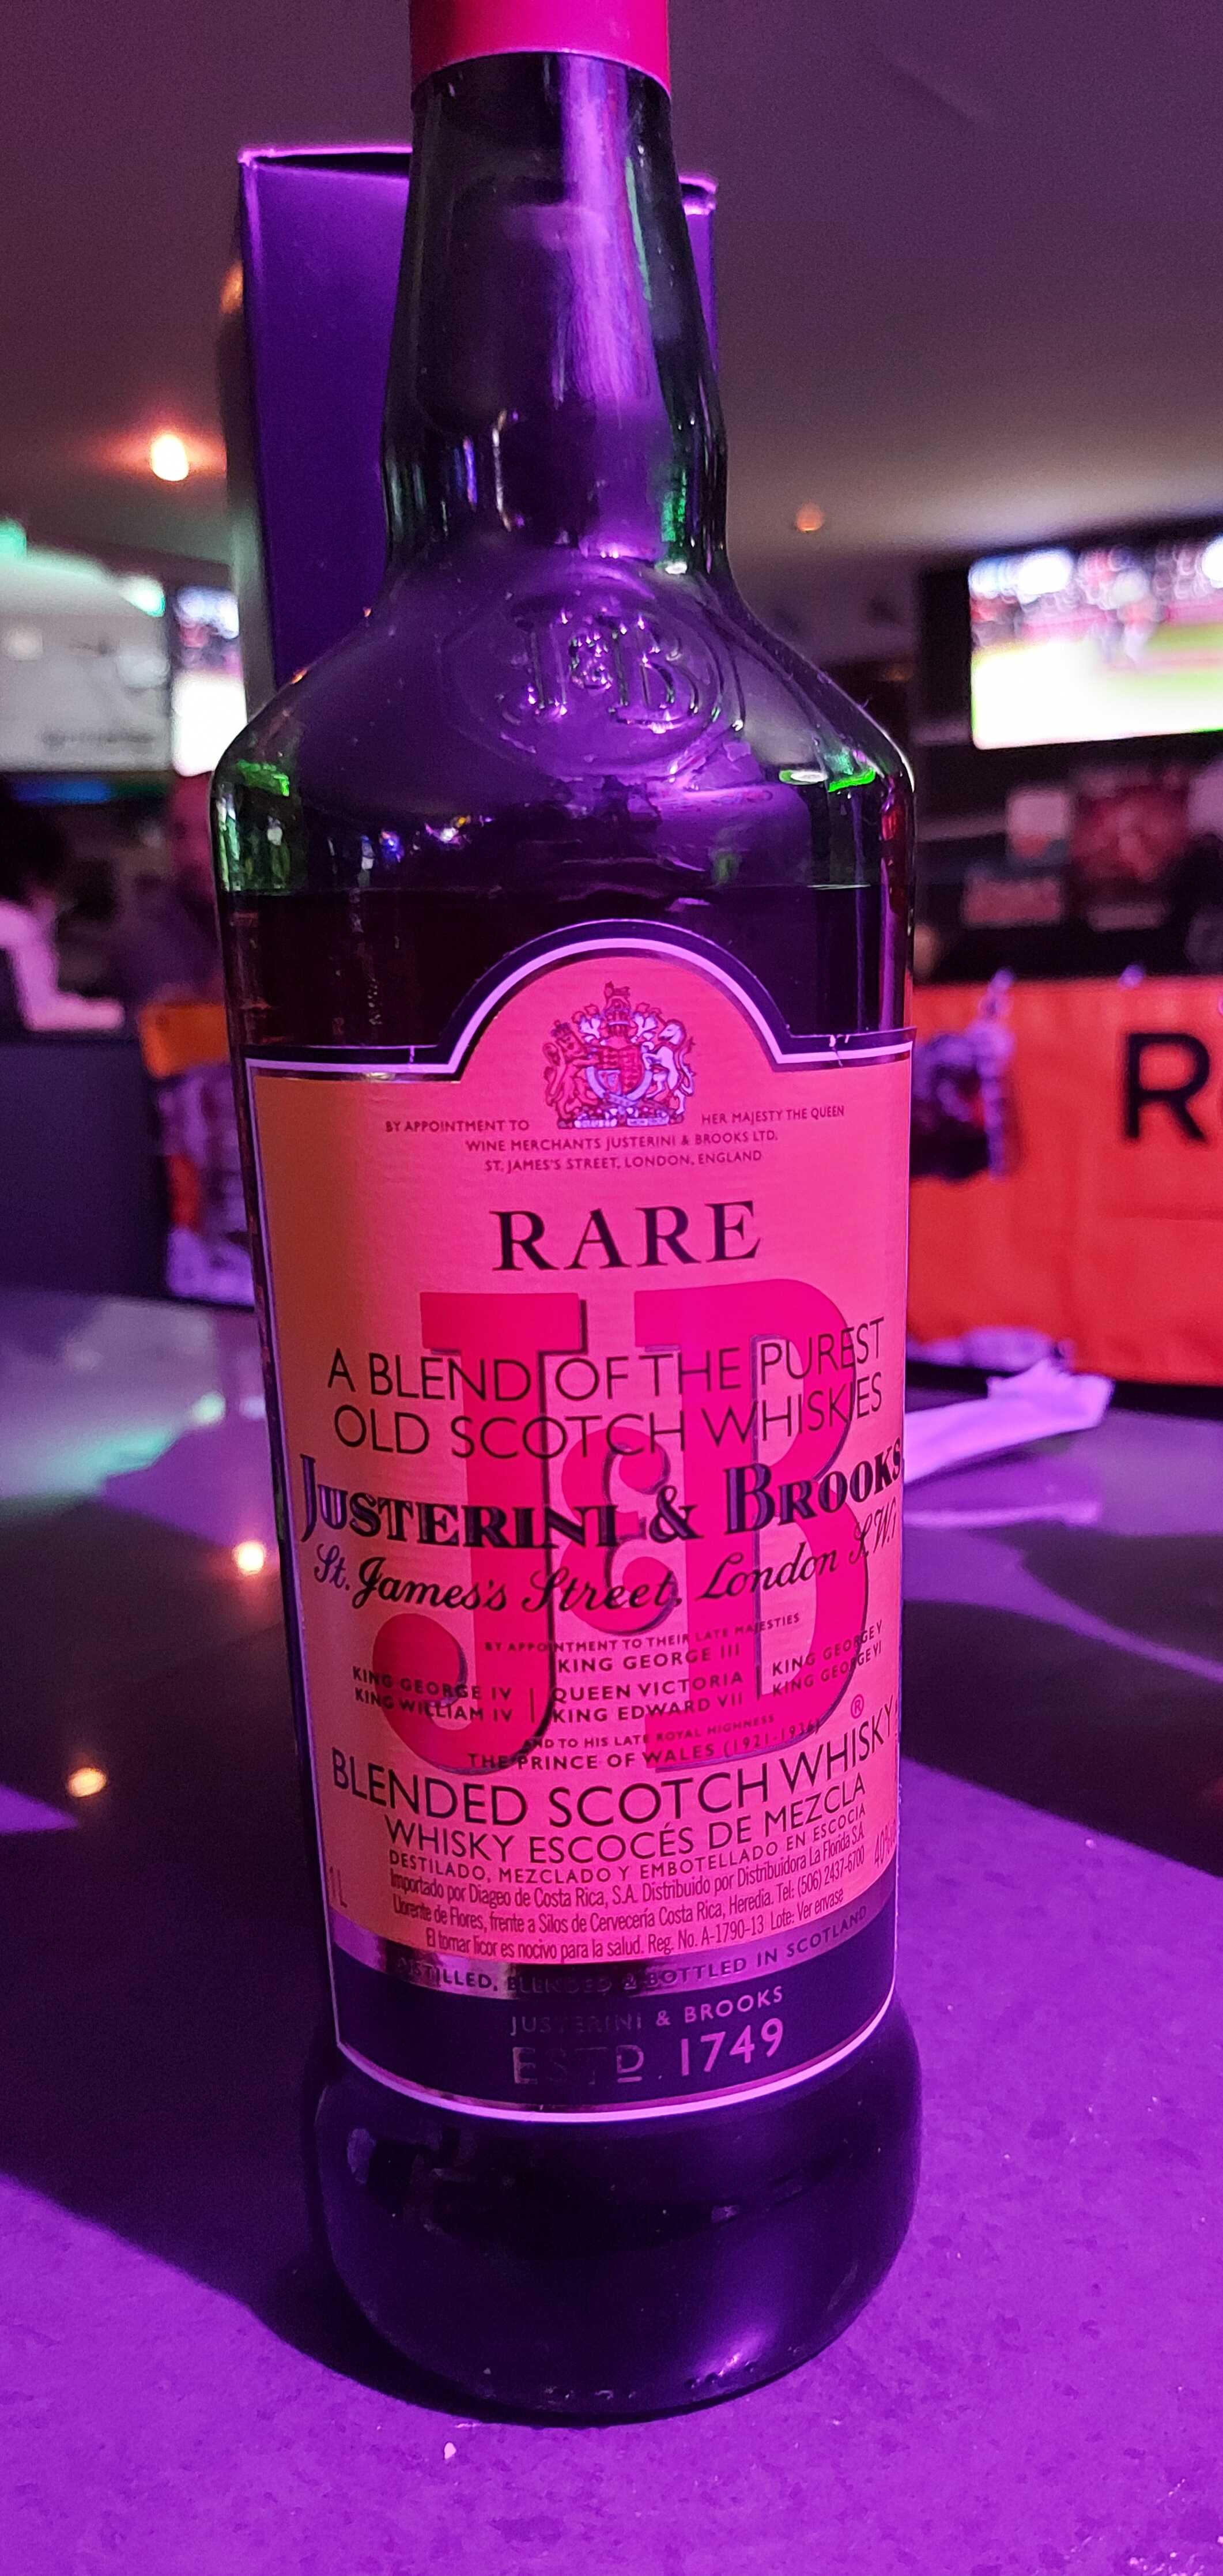 J&B
BY APPOINTMENT TO HER MAJESTY THE QUEEN
WINE MERCHANTS JUSTERINI & BROOKS LTD.
ST. JAMES'S STREET, LONDON, ENGLAND
RARE
J&B
A BLEND OF THE PUREST
OLD SCOTCH WHISKIES
JUSTERINI & BROOKS
St. James's Street, London S.W.1
BY APPOINTMENT TO THEIR LATE MAJESTIES
KING GEORGE III
KING GEORGE IV QUEEN VICTORIA KING GEORGE V
KING WILLIAM IV KING EDWARD VII KING GEORGE VI
AND TO HIS LATE ROYAL HIGHNESS
THE PRINCE OF WALES (1921-1936)
®
BLENDED SCOTCH WHISKY
WHISKY ESCOCÉS DE MEZCLA
DESTILADO, MEZCLADO Y EMBOTELLADO EN ESCOCIA
Importado por Diageo de Costa Rica, S.A. Distribuido por Distribuidora La Florida S.A.
Llorente de Flores, frente a Silos de Cervecería Costa Rica, Heredia. Tel: (506) 2437-6700
El tomar licor es nocivo para la salud. Reg. No. A-1790-13 Lote: Ver envase
1L
40%
DISTILLED, BLENDED & BOTTLED IN SCOTLAND
JUSTERINI & BROOKS
ESTD 1749
R